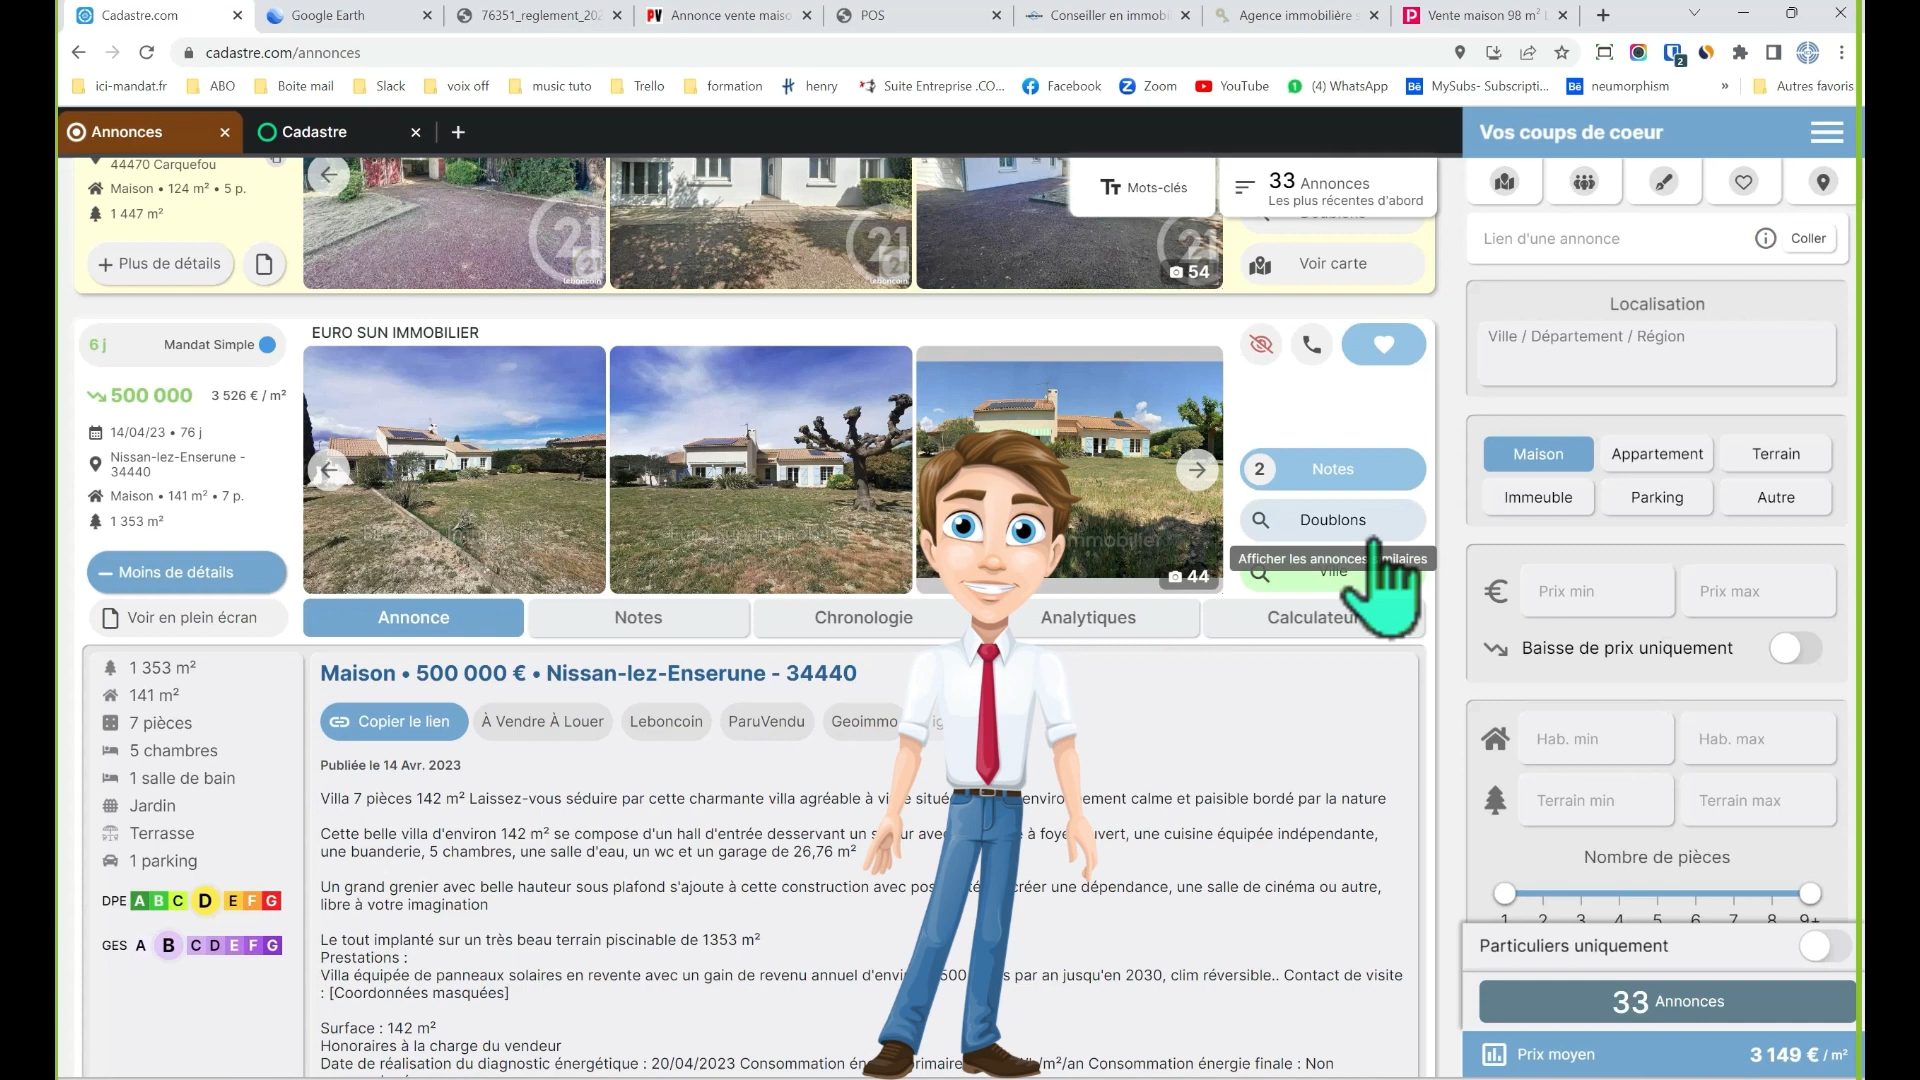 Cadastre.com
Google Earth
76351_reglement_202
Annonce vente maiso
POS
Conseiller en immobi
Agence immobilière s
Vente maison 98 m²
cadastre.com/annonces
ici-mandat.fr
ABO
Boite mail
Slack
voix off
music tuto
Trello
formation
henry
Suite Entreprise .CO...
Facebook
Zoom
YouTube
(4) WhatsApp
MySubs- Subscripti...
neumorphism
»
Autres favoris
Annonces
Cadastre
Vos coups de coeur
44470 Carquefou
Maison • 124 m² • 5 p.
1 447 m²
+ Plus de détails
21
21
21
leboncoin
leboncoin
54
Mots-clés
33 Annonces
Les plus récentes d'abord
Doublons
Voir carte
Lien d'une annonce
Coller
Localisation
Ville / Département / Région
6 j
Mandat Simple
EURO SUN IMMOBILIER
500 000
3 526 € / m²
14/04/23 • 76 j
Nissan-lez-Enserune -
34440
Maison • 141 m² • 7 p.
1 353 m²
44
2
Notes
Doublons
Afficher les annonces similaires
Ville
Maison
Appartement
Terrain
Immeuble
Parking
Autre
— Moins de détails
Voir en plein écran
Annonce
Notes
Chronologie
Analytiques
Calculateur
Prix min
Prix max
Baisse de prix uniquement
Hab. min
Hab. max
Terrain min
Terrain max
Nombre de pièces
1 2 3 4 5 6 7 8 9+
Particuliers uniquement
33 Annonces
Prix moyen
3 149 € / m²
1 353 m²
141 m²
7 pièces
5 chambres
1 salle de bain
Jardin
Terrasse
1 parking
DPE A B C D E F G
GES A B C D E F G
Maison • 500 000 € • Nissan-lez-Enserune - 34440
Copier le lien
À Vendre À Louer
Leboncoin
ParuVendu
Geoimmo
Publiée le 14 Avr. 2023
Villa 7 pièces 142 m² Laissez-vous séduire par cette charmante villa agréable à vi situé enviro ement calme et paisible bordé par la nature
Cette belle villa d'environ 142 m² se compose d'un hall d'entrée desservant un s ur avec à foye uvert, une cuisine équipée indépendante,
une buanderie, 5 chambres, une salle d'eau, un wc et un garage de 26,76 m²
Un grand grenier avec belle hauteur sous plafond s'ajoute à cette construction avec pos té créer une dépendance, une salle de cinéma ou autre,
libre à votre imagination
Le tout implanté sur un très beau terrain piscinable de 1353 m²
Prestations :
Villa équipée de panneaux solaires en revente avec un gain de revenu annuel d'envi 500 s par an jusqu'en 2030, clim réversible.. Contact de visite
: [Coordonnées masquées]
Surface : 142 m²
Honoraires à la charge du vendeur
Date de réalisation du diagnostic énergétique : 20/04/2023 Consommation éne rimaire h/m²/an Consommation énergie finale : Non